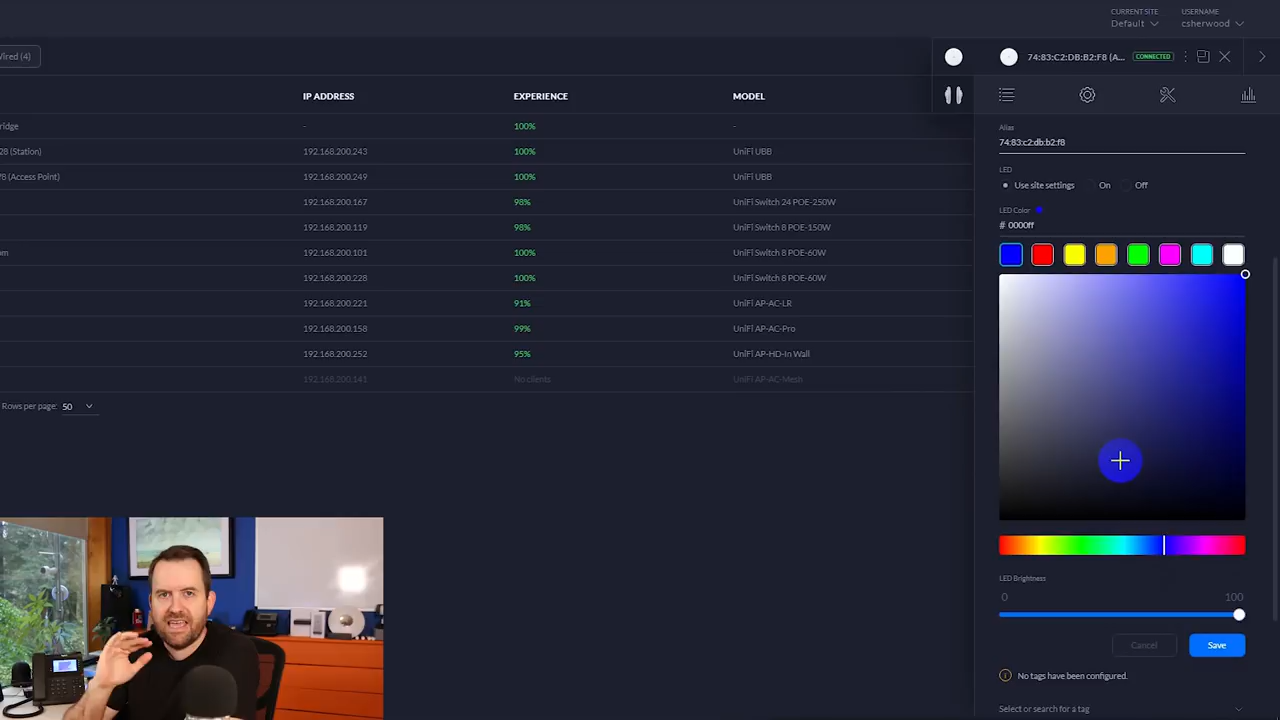 CURRENT SITE
Default
USERNAME
csherwood
Wired (4)
74:83:C2:DB:B2:F8 (A...
CONNECTED
IP ADDRESS EXPERIENCE MODEL
ridge - 100% -
28 (Station) 192.168.200.243 100% UniFi UBB
78 (Access Point) 192.168.200.249 100% UniFi UBB
192.168.200.167 98% UniFi Switch 24 POE-250W
192.168.200.119 98% UniFi Switch 8 POE-150W
om 192.168.200.101 100% UniFi Switch 8 POE-60W
192.168.200.228 100% UniFi Switch 8 POE-60W
192.168.200.221 91% UniFi AP-AC-LR
192.168.200.158 99% UniFi AP-AC-Pro
192.168.200.252 95% UniFi AP-HD-In Wall
192.168.200.141 No clients UniFi AP-AC-Mesh
Rows per page: 50
Alias
74:83:c2:db:b2:f8
LED
Use site settings On Off
LED Color
# 0000ff
LED Brightness
0 100
Cancel Save
No tags have been configured.
Select or search for a tag